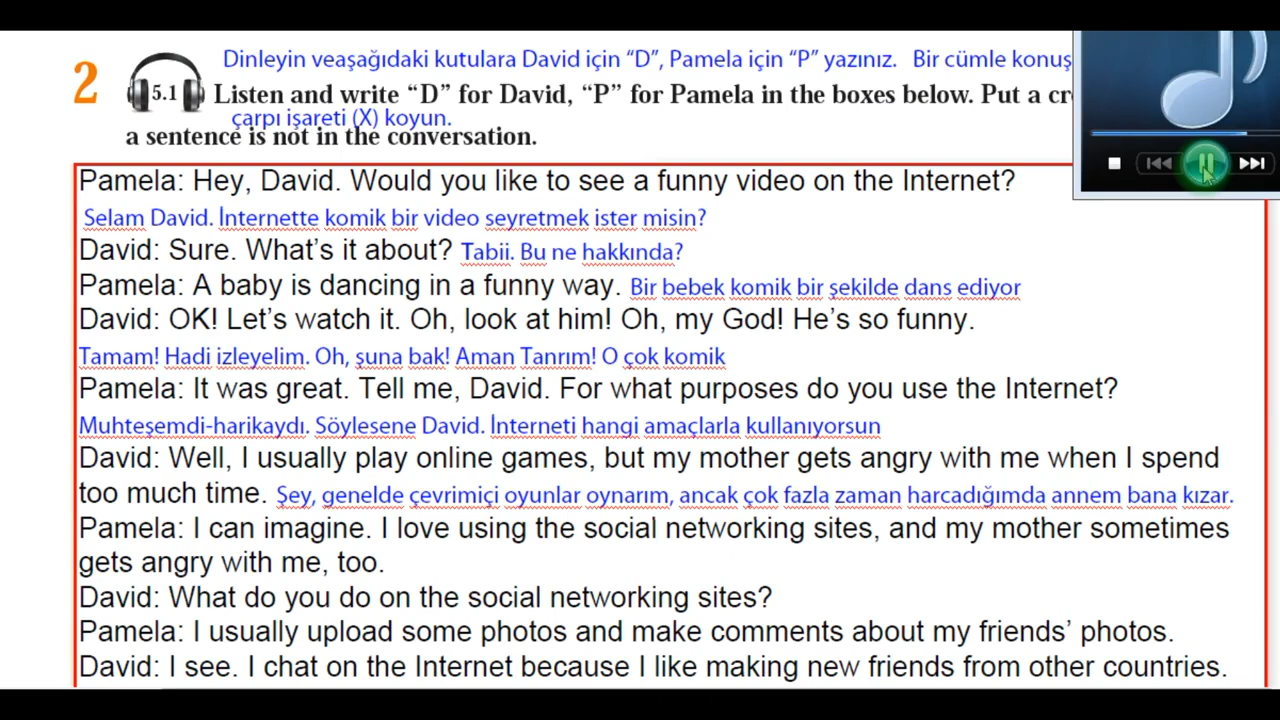 Dinleyin veaşağıdaki kutulara David için “D”, Pamela için “P” yazınız. Bir cümle konuş
2 5.1 Listen and write “D” for David, “P” for Pamela in the boxes below. Put a cr
çarpı işareti (X) koyun.
a sentence is not in the conversation.
Pamela: Hey, David. Would you like to see a funny video on the Internet?
Selam David. İnternette komik bir video seyretmek ister misin?
David: Sure. What’s it about? Tabii. Bu ne hakkında?
Pamela: A baby is dancing in a funny way. Bir bebek komik bir şekilde dans ediyor
David: OK! Let’s watch it. Oh, look at him! Oh, my God! He’s so funny.
Tamam! Hadi izleyelim. Oh, şuna bak! Aman Tanrım! O çok komik
Pamela: It was great. Tell me, David. For what purposes do you use the Internet?
Muhteşemdi-harikaydı. Söylesene David. İnterneti hangi amaçlarla kullanıyorsun
David: Well, I usually play online games, but my mother gets angry with me when I spend
too much time. Şey, genelde çevrimiçi oyunlar oynarım, ancak çok fazla zaman harcadığımda annem bana kızar.
Pamela: I can imagine. I love using the social networking sites, and my mother sometimes
gets angry with me, too.
David: What do you do on the social networking sites?
Pamela: I usually upload some photos and make comments about my friends’ photos.
David: I see. I chat on the Internet because I like making new friends from other countries.